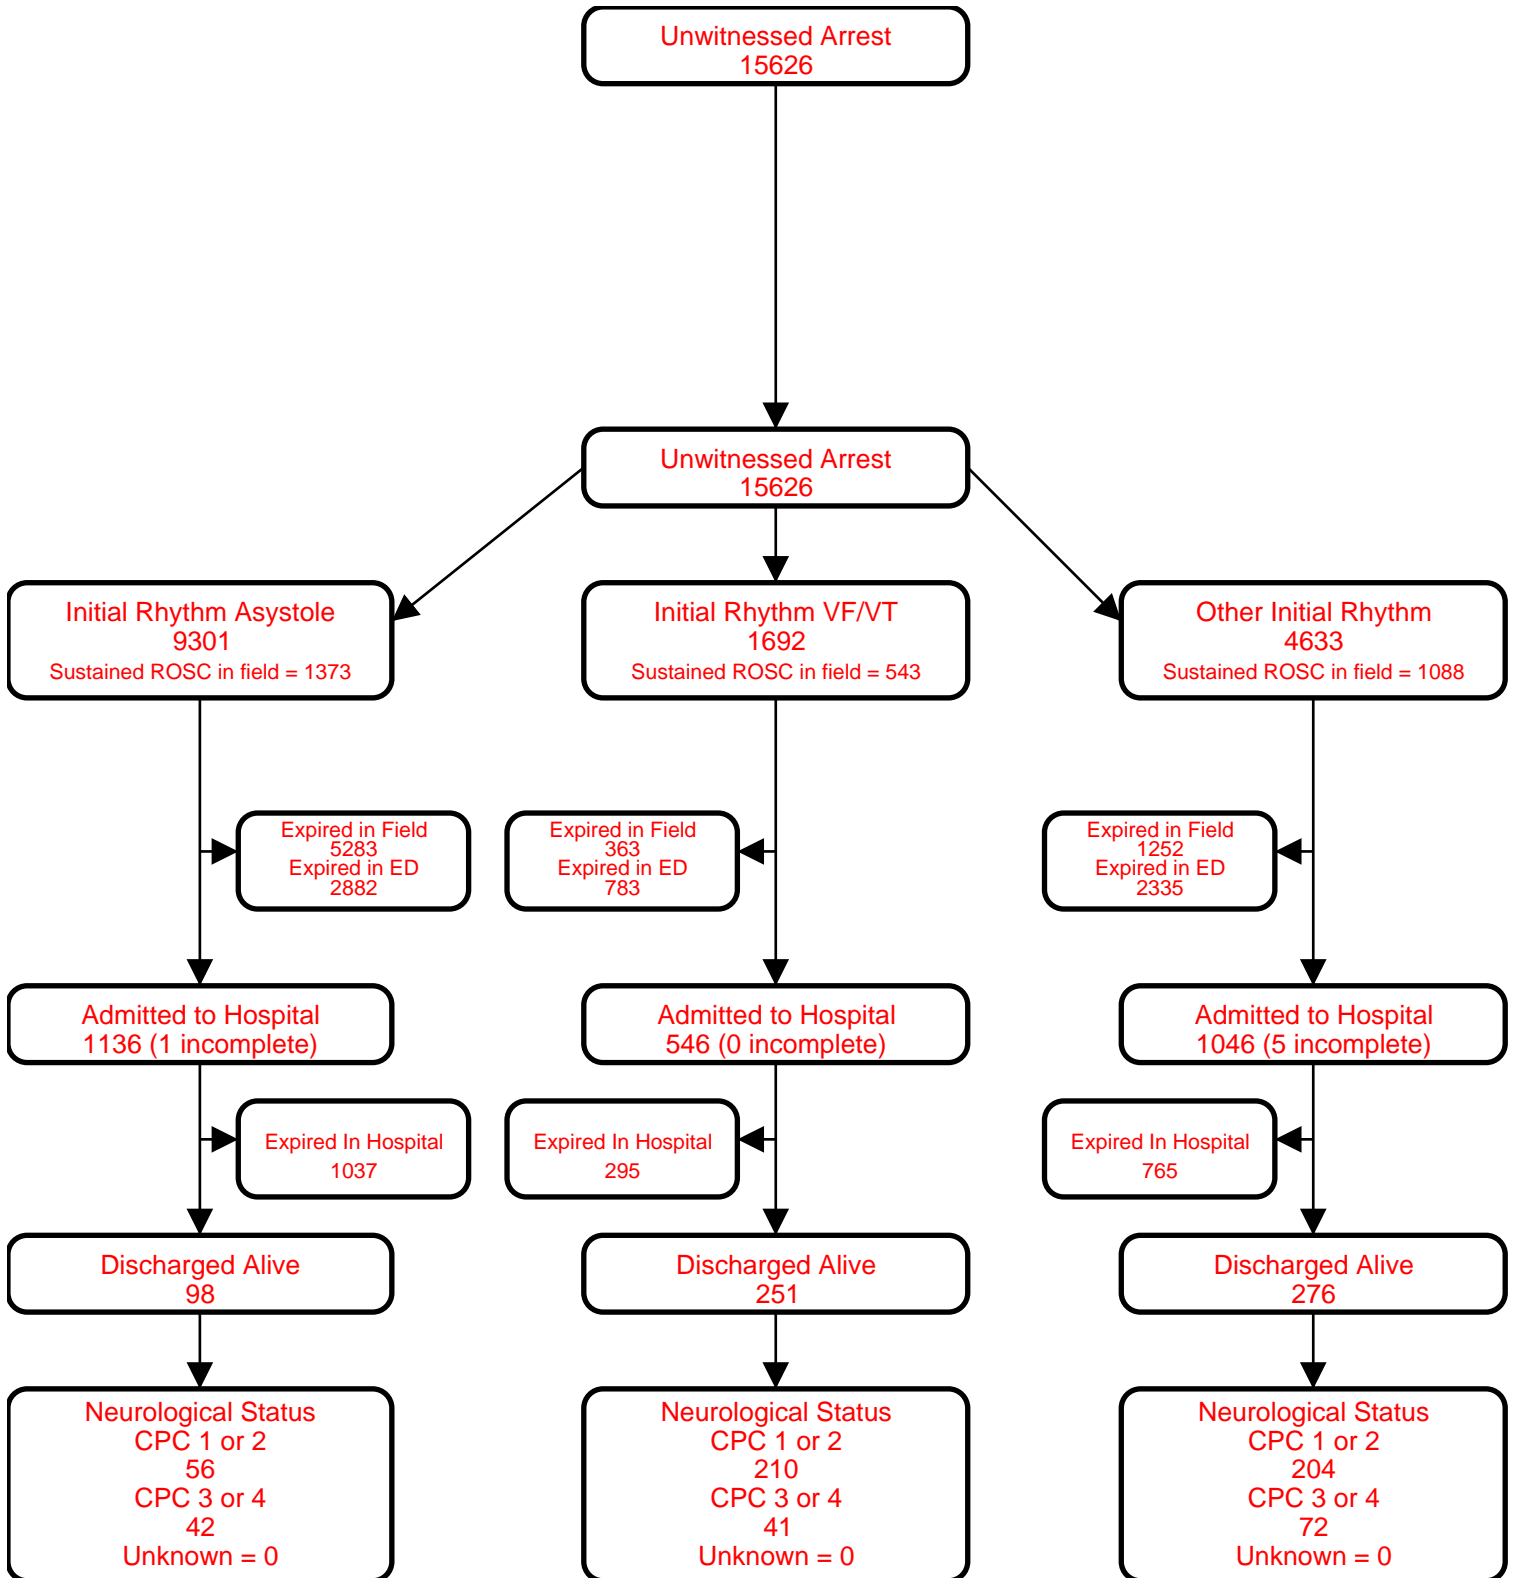 Unwitnessed Arrest
15626
Unwitnessed Arrest
15626
Initial Rhythm Asystole
9301
Sustained ROSC in field = 1373
Initial Rhythm VF/VT
1692
Sustained ROSC in field = 543
Other Initial Rhythm
4633
Sustained ROSC in field = 1088
Expired in Field
5283
Expired in ED
2882
Expired in Field
363
Expired in ED
783
Expired in Field
1252
Expired in ED
2335
Admitted to Hospital
1136 (1 incomplete)
Admitted to Hospital
546 (0 incomplete)
Admitted to Hospital
1046 (5 incomplete)
Expired In Hospital
1037
Expired In Hospital
295
Expired In Hospital
765
Discharged Alive
98
Discharged Alive
251
Discharged Alive
276
Neurological Status
CPC 1 or 2
56
CPC 3 or 4
42
Unknown = 0
Neurological Status
CPC 1 or 2
210
CPC 3 or 4
41
Unknown = 0
Neurological Status
CPC 1 or 2
204
CPC 3 or 4
72
Unknown = 0